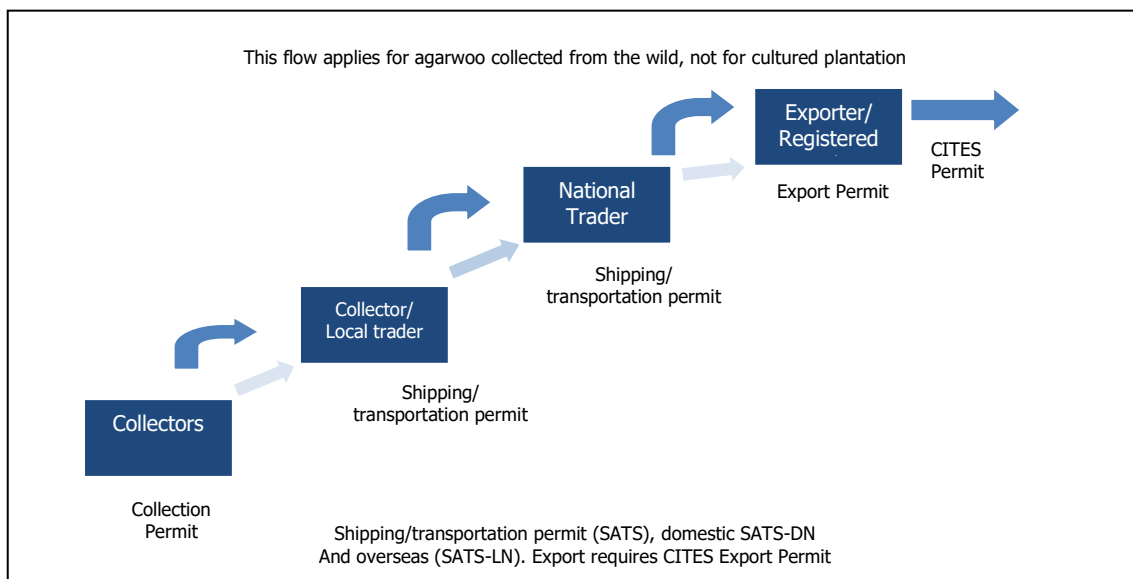 This flow applies for agarwoo collected from the wild, not for cultured plantation
Exporter/
Registered
CITES
Permit
Export Permit
National
Trader
Shipping/
transportation permit
Collector/
Local trader
Shipping/
transportation permit
Collectors
Collection
Permit
Shipping/transportation permit (SATS), domestic SATS-DN
And overseas (SATS-LN). Export requires CITES Export Permit